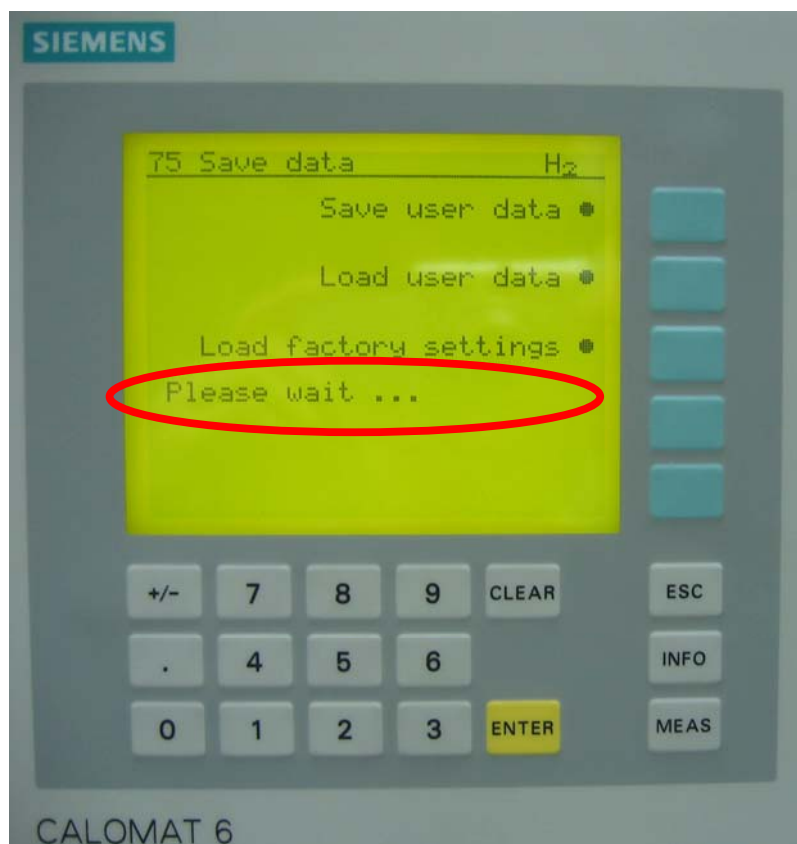 SIEMENS
75 Save data H₂
Save user data •
Load user data •
Load factory settings •
Please wait ...
+/- 7 8 9 CLEAR ESC
. 4 5 6 INFO
0 1 2 3 ENTER MEAS
CALOMAT 6